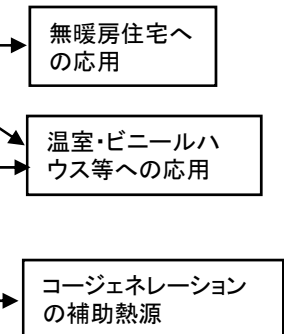 無暖房住宅へ
の応用
温室・ビニールハ
ウス等への応用
コージェネレーション
の補助熱源